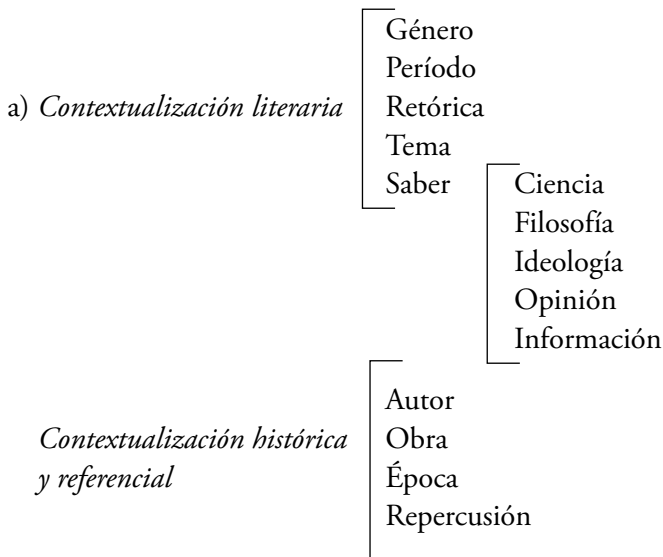 Género
Período
a) Contextualización literaria
Retórica
Tema
Saber
Ciencia
Filosofía
Ideología
Opinión
Información
Autor
Contextualización histórica
Obra
y referencial
Época
Repercusión